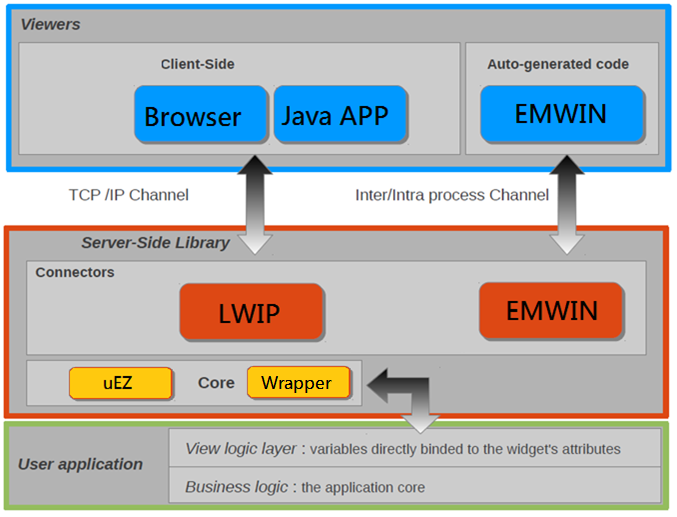 Viewers
Client-Side
Auto-generated code
Browser
Java APP
EMWIN
TCP /IP Channel
Inter/Intra process Channel
Server-Side Library
Connectors
LWIP
EMWIN
uEZ
Core
Wrapper
User application
View logic layer : variables directly binded to the widget's attributes
Business logic : the application core